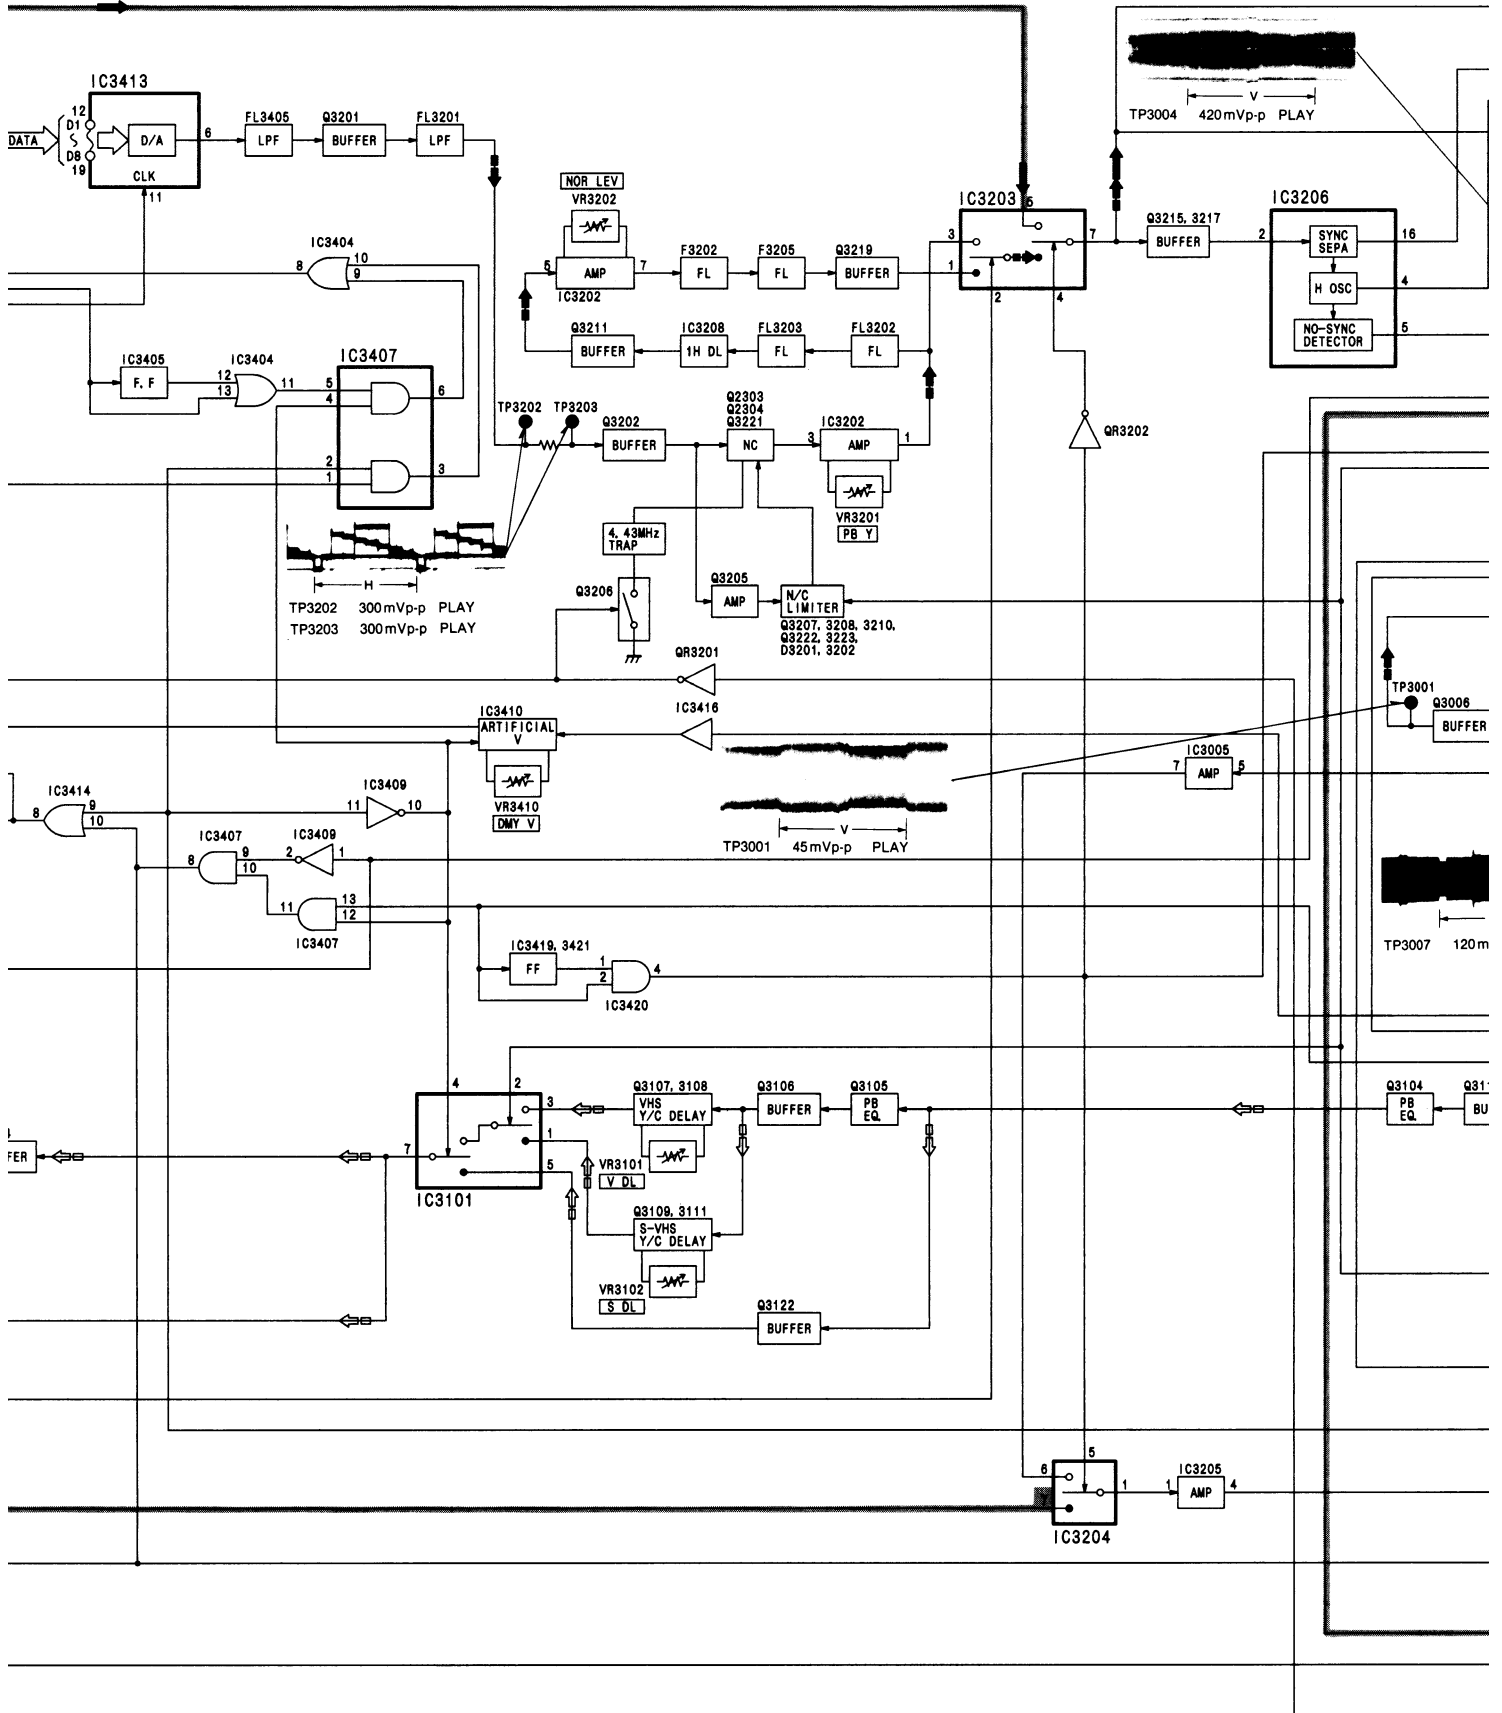 IC3413
12
D1
D8
19
DATA
D/A
CLK
6
11
FL3405
LPF
Q3201
BUFFER
FL3201
LPF
V
TP3004 420mVp-p PLAY
NOR LEV
VR3202
5
AMP
7
IC3202
F3202
FL
F3205
FL
Q3219
BUFFER
IC3203
3
1
5
7
2
4
Q3215, 3217
BUFFER
IC3206
2
SYNC
SEPA
16
H OSC
4
NO-SYNC
DETECTOR
5
IC3404
8
10
9
Q3211
BUFFER
IC3208
1H DL
FL3203
FL
FL3202
FL
IC3405
F.F
IC3404
12
13
11
IC3407
5
4
6
2
1
3
TP3202
TP3203
Q3202
BUFFER
Q2303
Q2304
Q3221
NC
IC3202
3
AMP
1
VR3201
PB Y
QR3202
H
TP3202 300mVp-p PLAY
TP3203 300mVp-p PLAY
4.43MHz
TRAP
Q3206
Q3205
AMP
N/C
LIMITER
Q3207, 3208, 3210,
Q3222, 3223,
D3201, 3202
QR3201
IC3410
ARTIFICIAL
V
VR3410
DMY V
IC3416
V
TP3001 45mVp-p PLAY
TP3001
Q3006
BUFFER
IC3005
7
AMP
5
IC3414
8
9
10
IC3409
11
10
IC3407
8
9
10
IC3409
2
1
11
13
12
IC3407
IC3419, 3421
FF
1
2
4
IC3420
TP3007 120m
4
2
3
1
5
7
IC3101
Q3107, 3108
VHS
Y/C DELAY
VR3101
V DL
Q3106
BUFFER
Q3105
PB
EQ.
Q3104
PB
EQ.
Q311
BU
FER
Q3109, 3111
S-VHS
Y/C DELAY
VR3102
S DL
Q3122
BUFFER
5
6
1
IC3204
IC3205
1
AMP
4